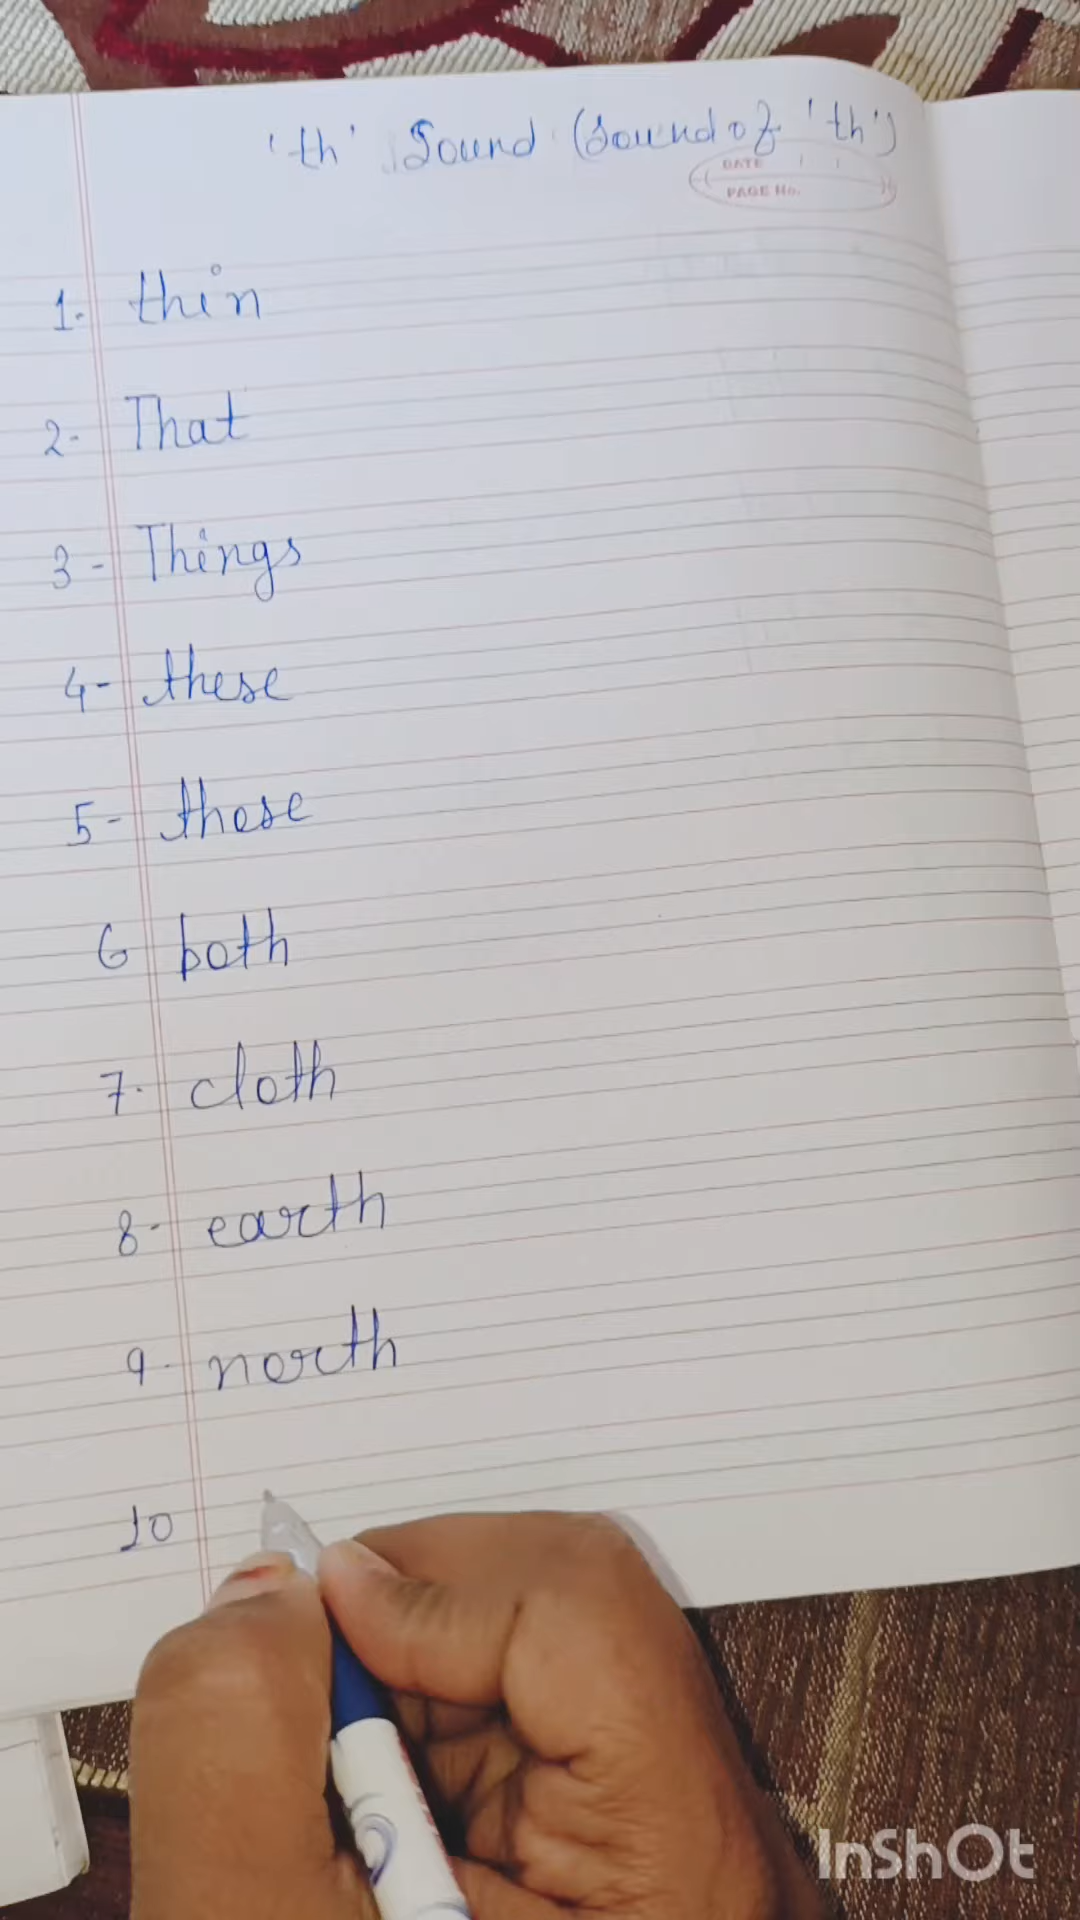 'th' Sound (Sound of 'th')
DATE / /
PAGE No.
1. thin
2- That
3- Things
4- these
5- those
6 both
7. cloth
8- earth
9. north
10
InShOt